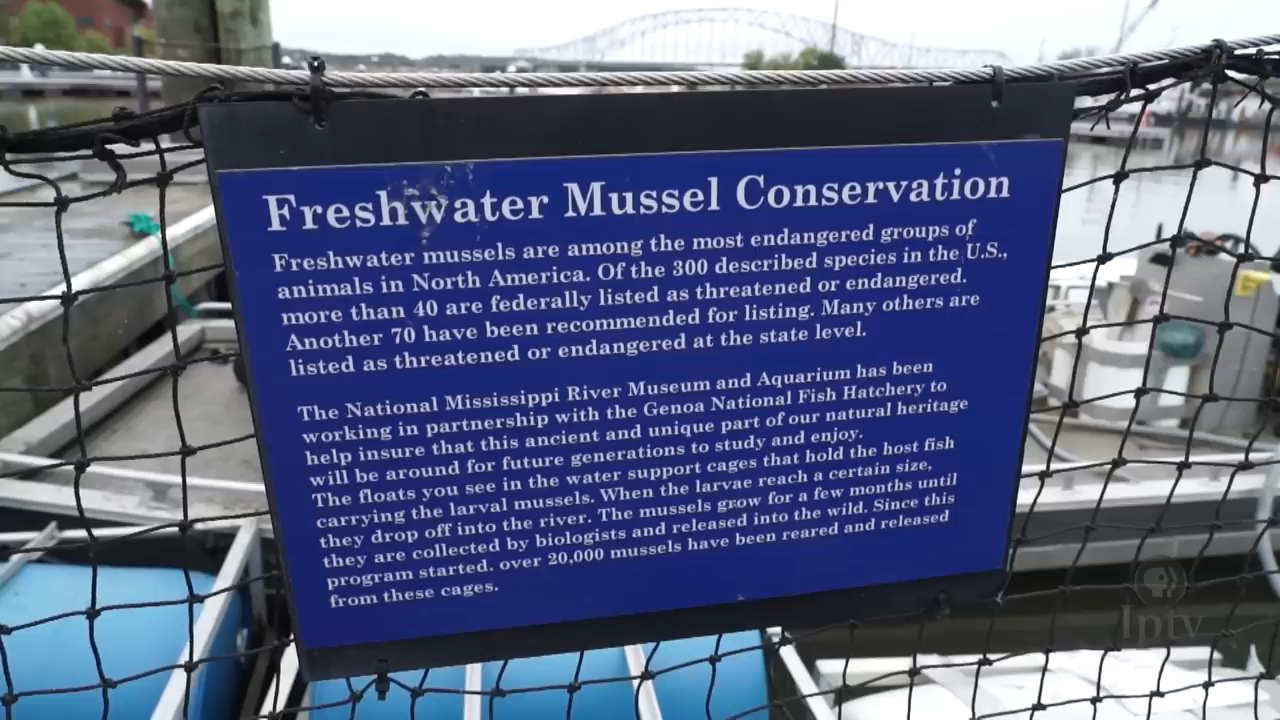 Freshwater Mussel Conservation
Freshwater mussels are among the most endangered groups of
animals in North America. Of the 300 described species in the U.S.,
more than 40 are federally listed as threatened or endangered.
Another 70 have been recommended for listing. Many others are
listed as threatened or endangered at the state level.
The National Mississippi River Museum and Aquarium has been
working in partnership with the Genoa National Fish Hatchery to
help insure that this ancient and unique part of our natural heritage
will be around for future generations to study and enjoy.
The floats you see in the water support cages that hold the host fish
carrying the larval mussels. When the larvae reach a certain size,
they drop off into the river. The mussels grow for a few months until
they are collected by biologists and released into the wild. Since this
program started. over 20,000 mussels have been reared and released
from these cages.
Iptv